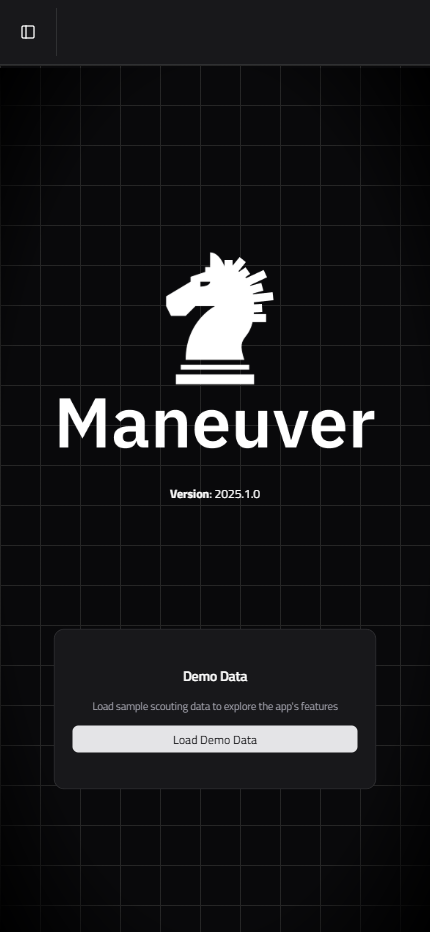 Maneuver
Version: 2025.1.0
Demo Data
Load sample scouting data to explore the app's features
Load Demo Data